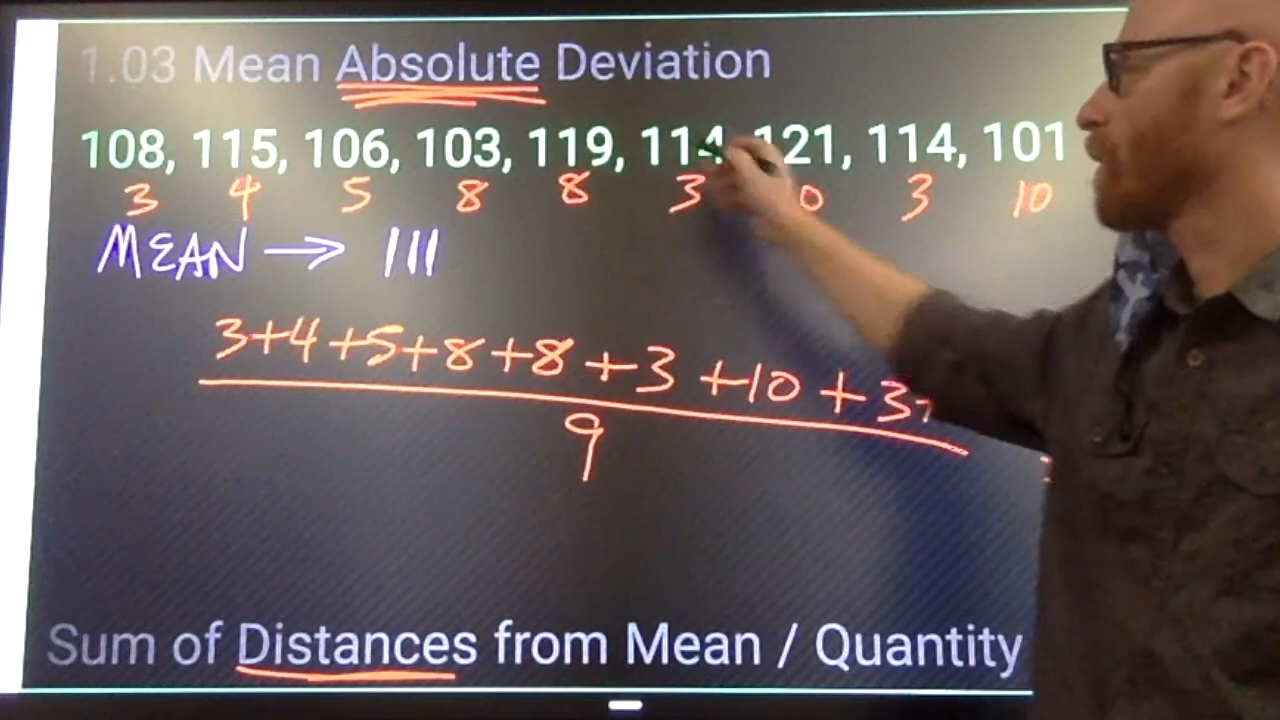 1.03 Mean Absolute Deviation
108, 115, 106, 103, 119, 114, 121, 114, 101
3 4 5 8 8 3 0 3 10
MEAN → 111
3+4+5+8+8+3+10+3+
9
Sum of Distances from Mean / Quantity